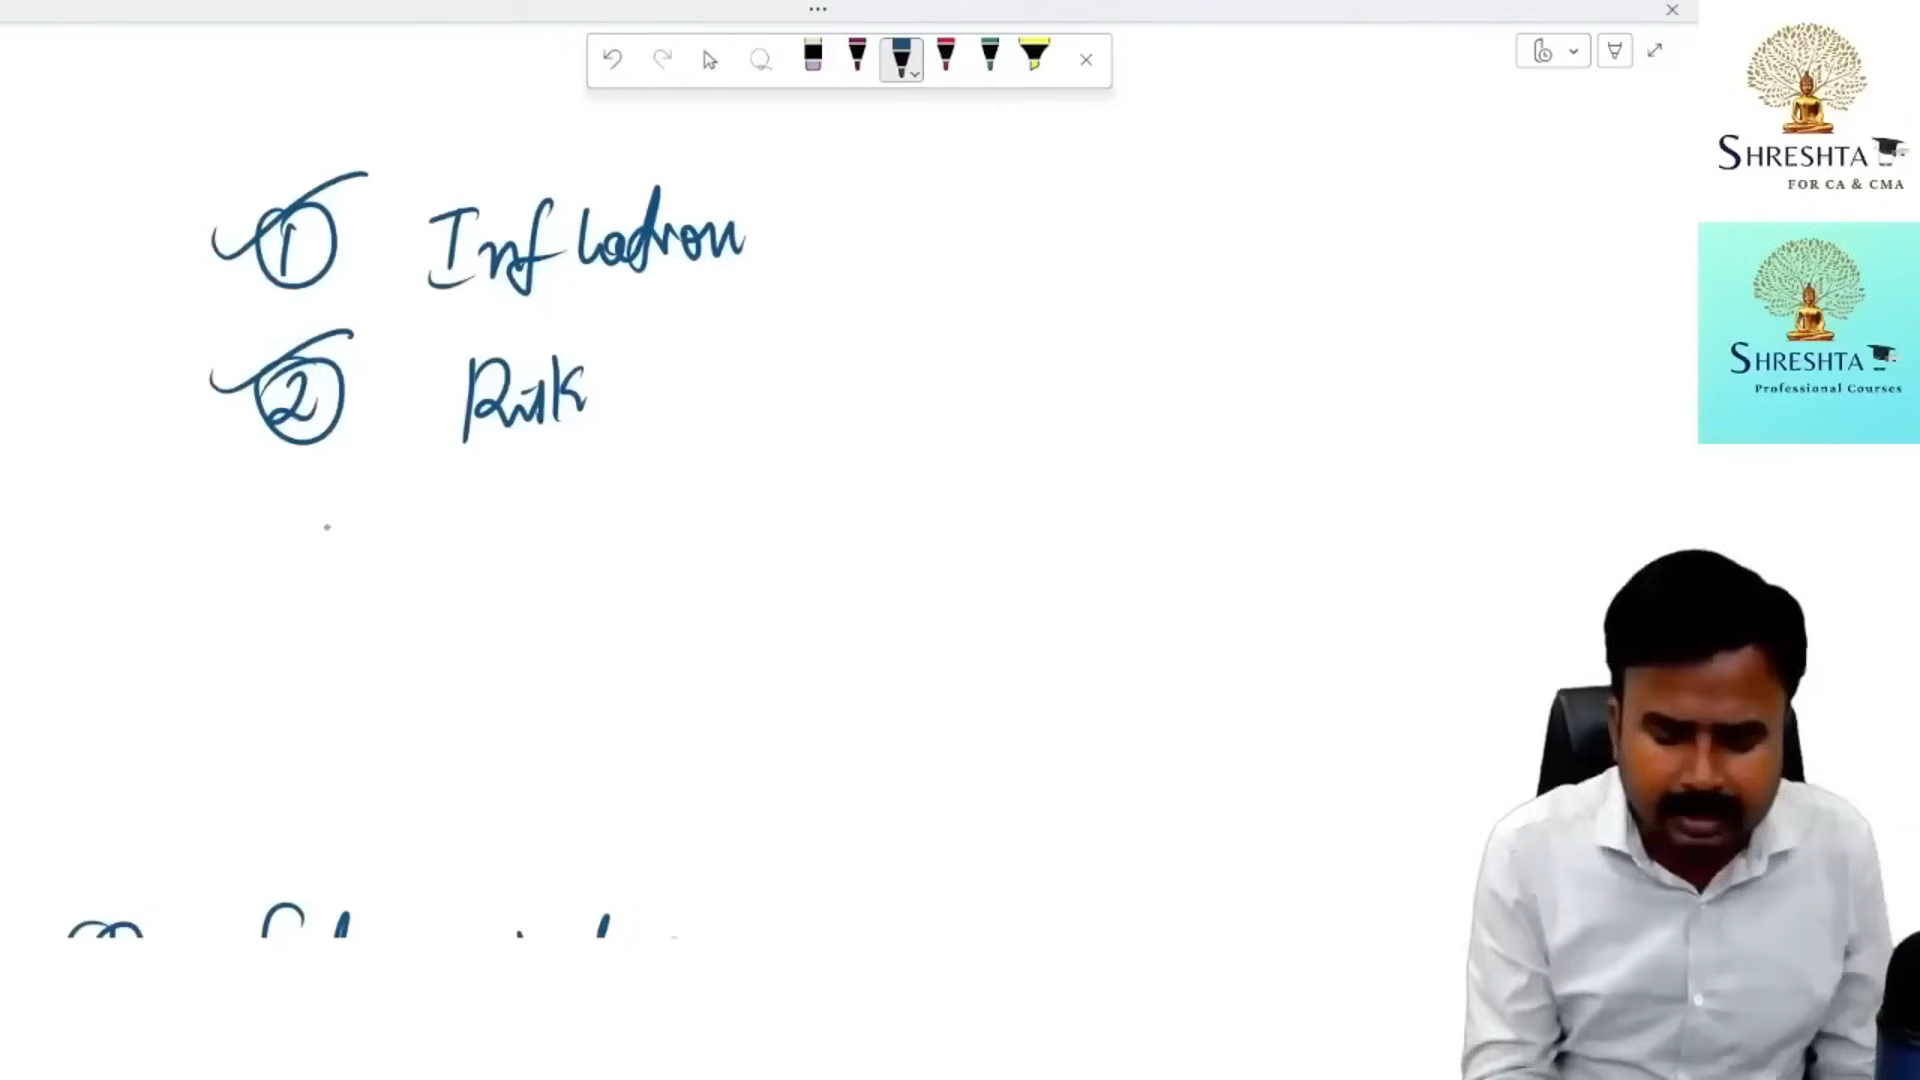 SHRESHTA
FOR CA & CMA
① Inflation
② Risk
SHRESHTA
Professional Courses